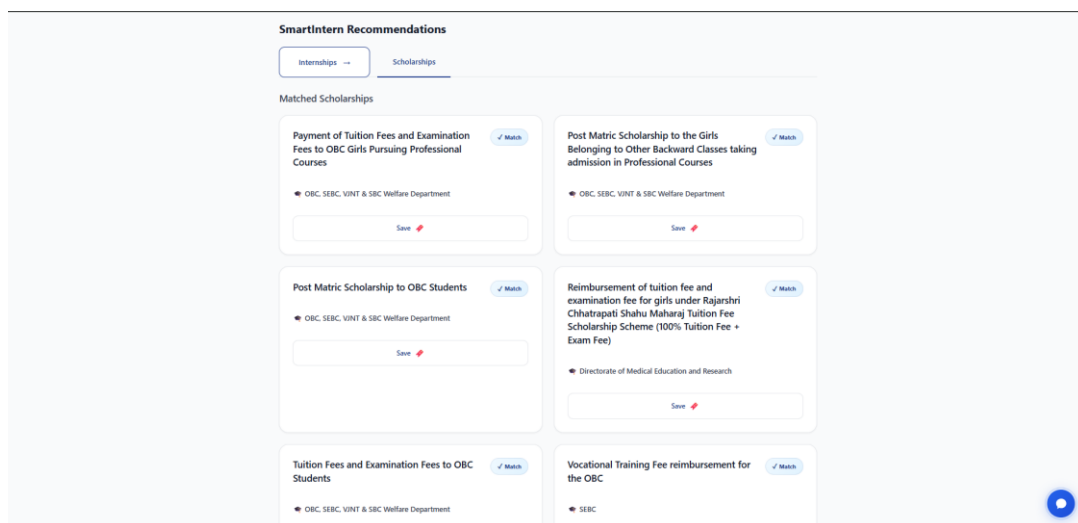 SmartIntern Recommendations
Internships →
Scholarships
Matched Scholarships
Payment of Tuition Fees and Examination
Fees to OBC Girls Pursuing Professional
Courses
✓ Match
OBC, SEBC, VJNT & SBC Welfare Department
Save
Post Matric Scholarship to the Girls
Belonging to Other Backward Classes taking
admission in Professional Courses
✓ Match
OBC, SEBC, VJNT & SBC Welfare Department
Save
Post Matric Scholarship to OBC Students
✓ Match
OBC, SEBC, VJNT & SBC Welfare Department
Save
Reimbursement of tuition fee and
examination fee for girls under Rajarshri
Chhatrapati Shahu Maharaj Tuition Fee
Scholarship Scheme (100% Tuition Fee +
Exam Fee)
✓ Match
Directorate of Medical Education and Research
Save
Tuition Fees and Examination Fees to OBC
Students
✓ Match
OBC, SEBC, VJNT & SBC Welfare Department
Vocational Training Fee reimbursement for
the OBC
✓ Match
SEBC